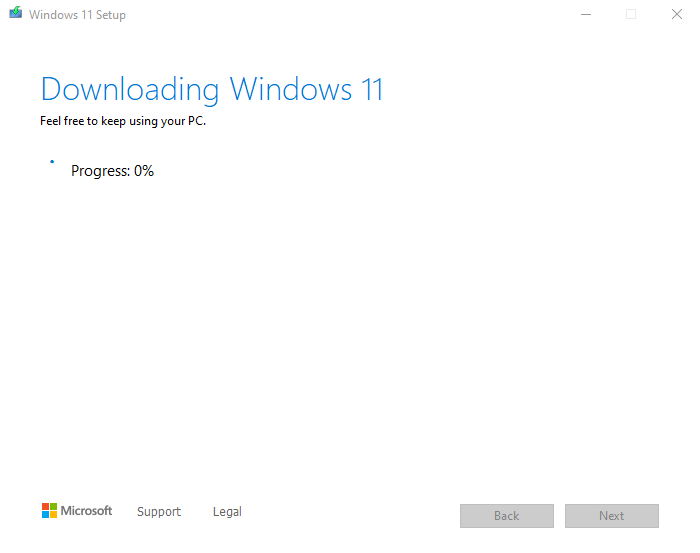 Windows 11 Setup
Downloading Windows 11
Feel free to keep using your PC.
Progress: 0%
Microsoft Support Legal
Back Next